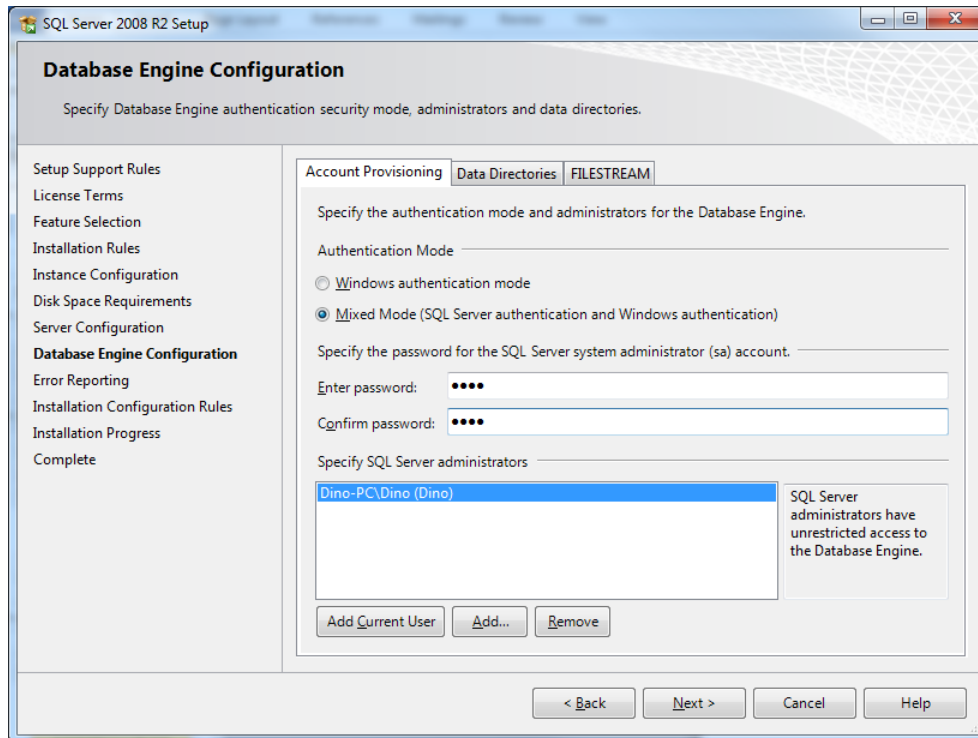 SQL Server 2008 R2 Setup
Database Engine Configuration
Specify Database Engine authentication security mode, administrators and data directories.
Setup Support Rules
License Terms
Feature Selection
Installation Rules
Instance Configuration
Disk Space Requirements
Server Configuration
Database Engine Configuration
Error Reporting
Installation Configuration Rules
Installation Progress
Complete
Account Provisioning Data Directories FILESTREAM
Specify the authentication mode and administrators for the Database Engine.
Authentication Mode
Windows authentication mode
Mixed Mode (SQL Server authentication and Windows authentication)
Specify the password for the SQL Server system administrator (sa) account.
Enter password: ●●●●
Confirm password: ●●●●
Specify SQL Server administrators
Dino-PC\Dino (Dino)
SQL Server
administrators have
unrestricted access to
the Database Engine.
Add Current User Add... Remove
< Back Next > Cancel Help